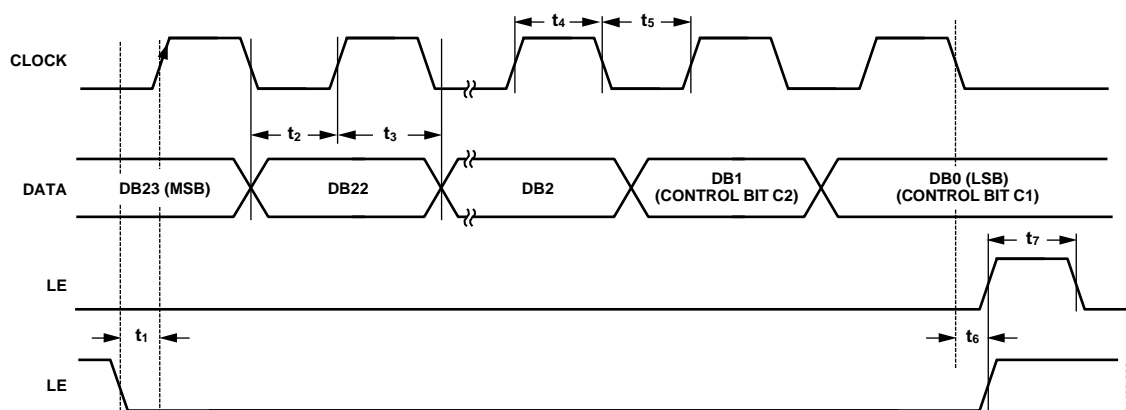 t4
t5
CLOCK
t2
t3
DATA
DB23 (MSB)
DB22
DB2
DB1
(CONTROL BIT C2)
DB0 (LSB)
(CONTROL BIT C1)
t7
LE
t1
t6
LE